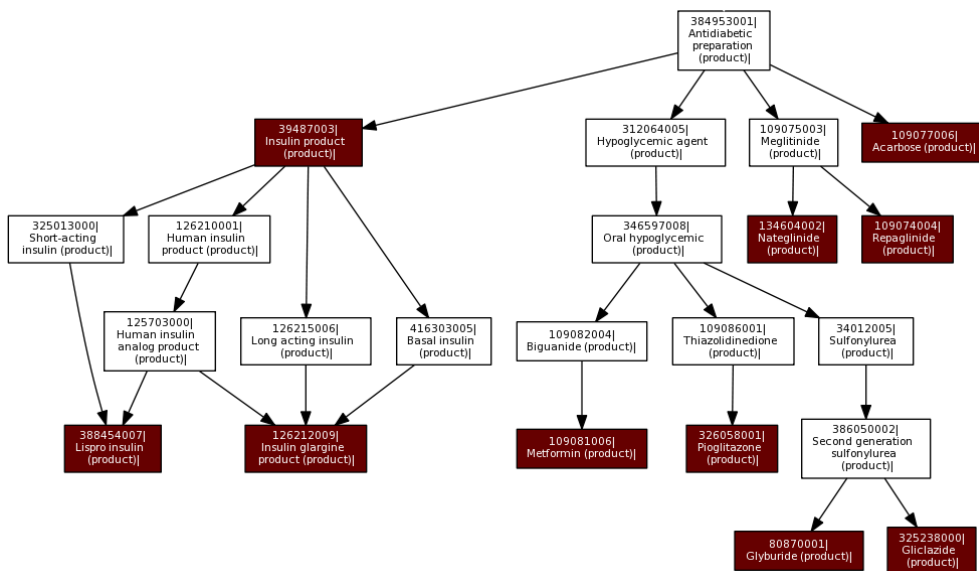 384953001|
Antidiabetic
preparation
(product)|
39487003|
Insulin product
(product)|
312064005|
Hypoglycemic agent
(product)|
109075003|
Meglitinide
(product)|
109077006|
Acarbose (product)|
325013000|
Short-acting
insulin (product)|
126210001|
Human insulin
product (product)|
346597008|
Oral hypoglycemic
(product)|
134604002|
Nateglinide
(product)|
109074004|
Repaglinide
(product)|
125703000|
Human insulin
analog product
(product)|
126215006|
Long acting insulin
(product)|
416303005|
Basal insulin
(product)|
109082004|
Biguanide (product)|
109086001|
Thiazolidinedione
(product)|
34012005|
Sulfonylurea
(product)|
388454007|
Lispro insulin
(product)|
126212009|
Insulin glargine
product (product)|
109081006|
Metformin (product)|
326058001|
Pioglitazone
(product)|
386050002|
Second generation
sulfonylurea
(product)|
80870001|
Glyburide (product)|
325238000|
Gliclazide
(product)|